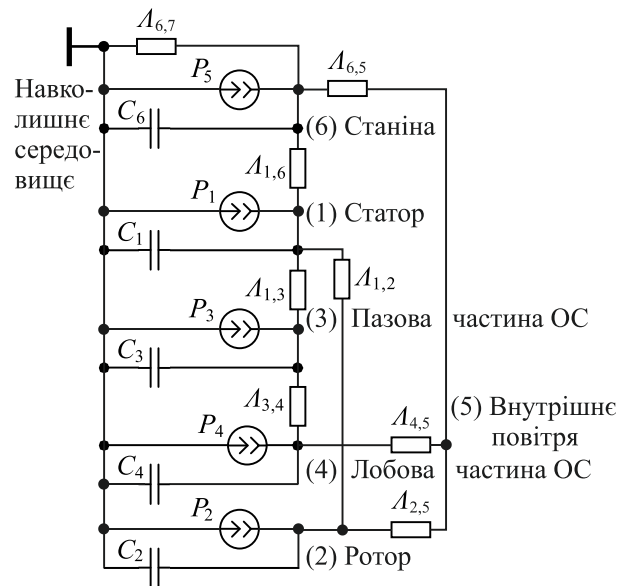 Λ6,7
Навко-
лишнє
середо-
вищє
P5
Λ6,5
C6
(6) Станіна
Λ1,6
P1
(1) Статор
C1
Λ1,3
Λ1,2
P3
(3) Пазова частина ОС
C3
Λ3,4
P4
Λ4,5
(5) Внутрішнє
повітря
C4
(4) Лобова частина ОС
P2
Λ2,5
C2
(2) Ротор